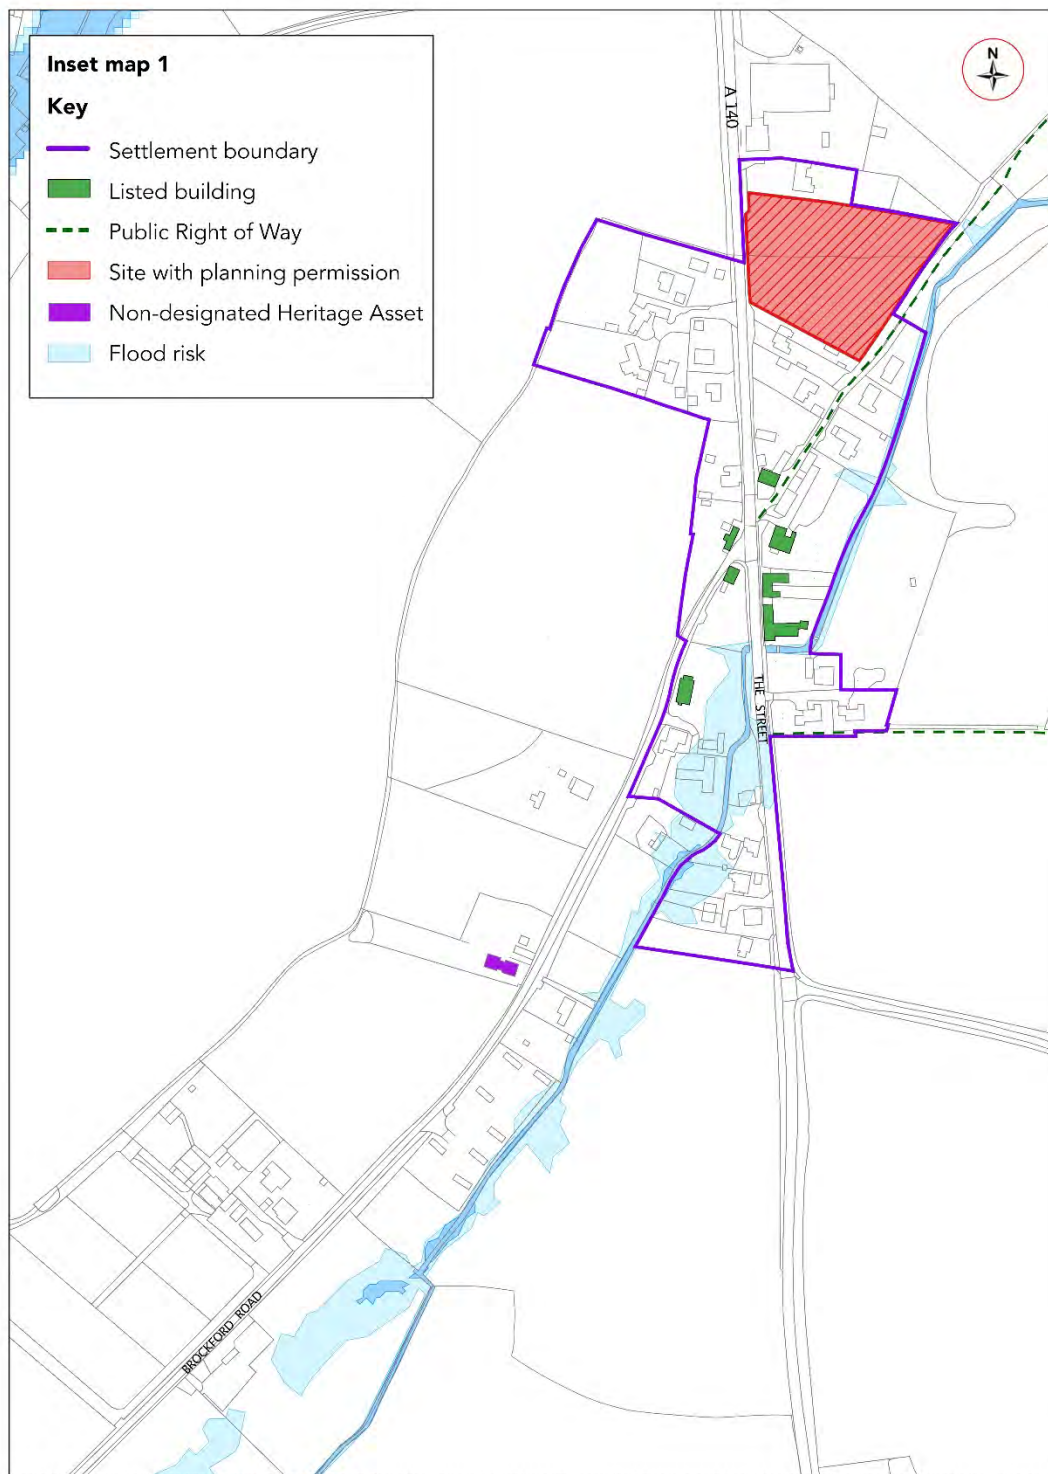 Inset map 1
Key
Settlement boundary
Listed building
Public Right of Way
Site with planning permission
Non-designated Heritage Asset
Flood risk
N
A 140
THE STREET
BROCKFORD ROAD